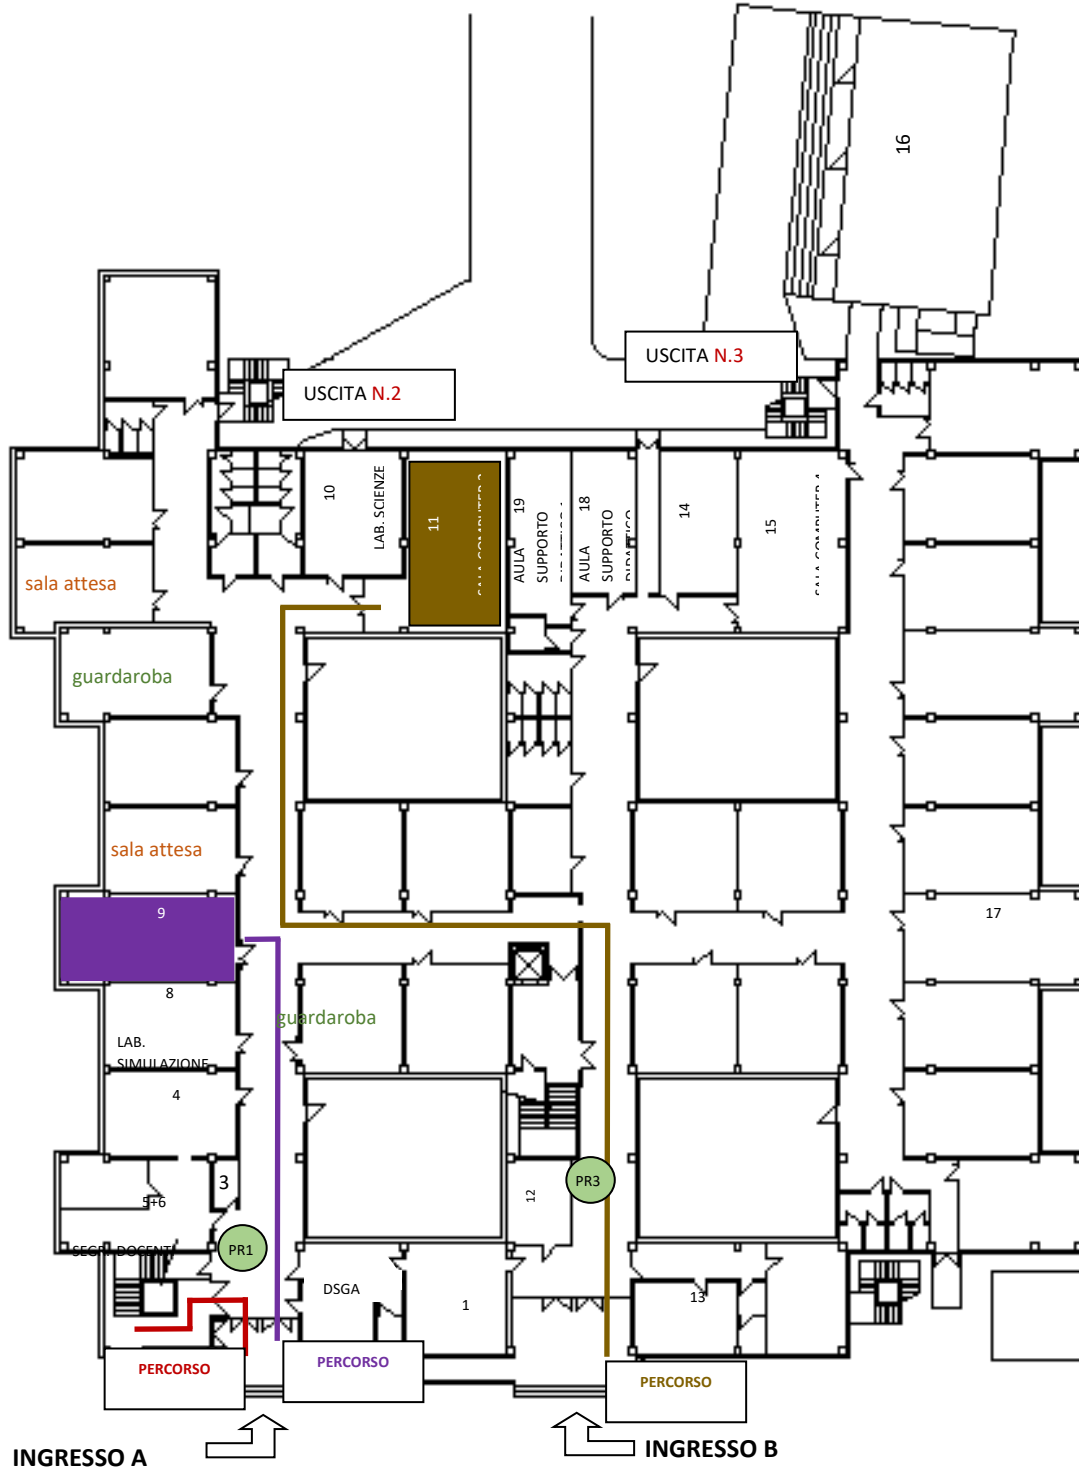 16
USCITA N.3
USCITA N.2
10
LAB. SCIENZE
11
19
AULA
SUPPORTO
18
AULA
SUPPORTO
14
15
sala attesa
guardaroba
sala attesa
9
17
8
guardaroba
LAB.
SIMULAZIONE
4
3
5+6
12
PR3
PR1
SEGR. DOCENTI
DSGA
1
13
PERCORSO
PERCORSO
PERCORSO
INGRESSO A
INGRESSO B